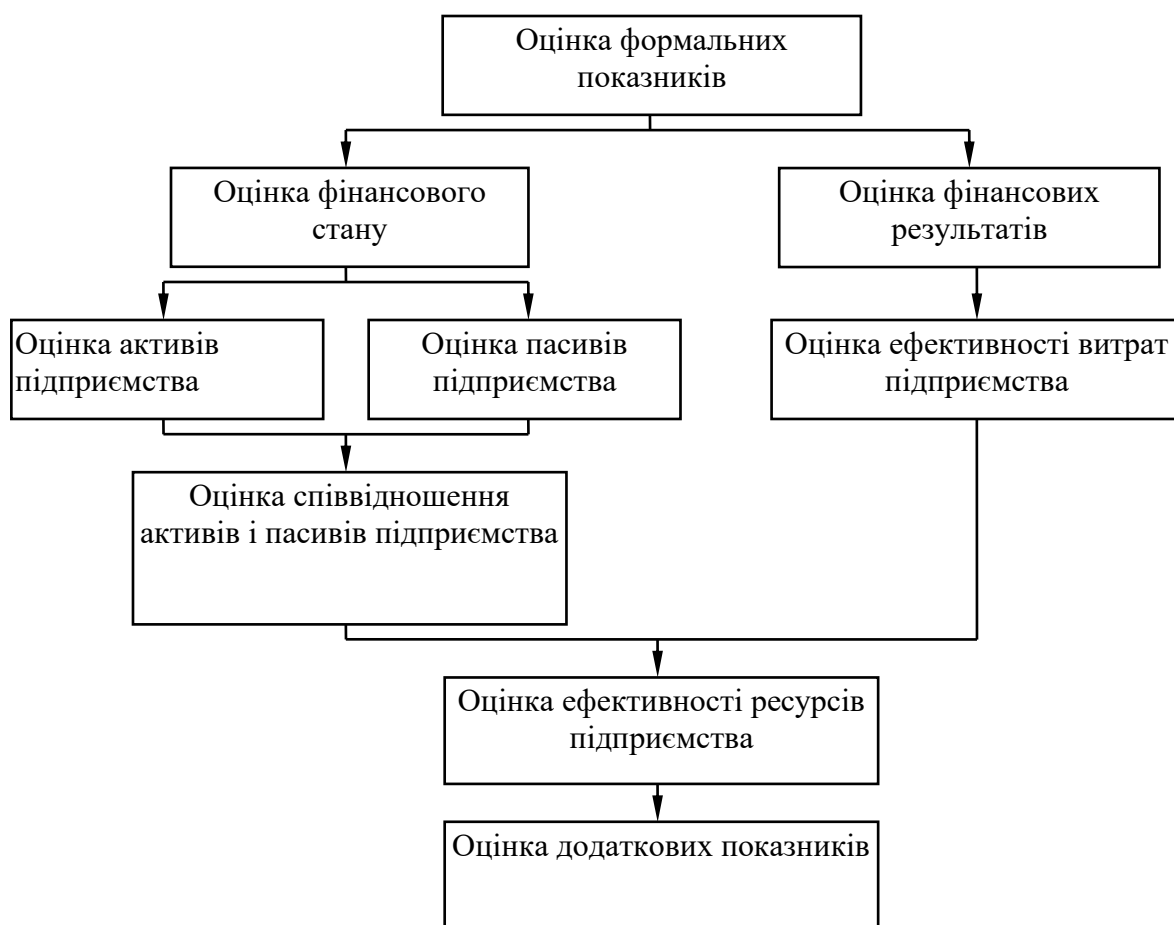 Оцінка формальних
показників
Оцінка фінансового
стану
Оцінка фінансових
результатів
Оцінка активів
підприємства
Оцінка пасивів
підприємства
Оцінка ефективності витрат
підприємства
Оцінка співвідношення
активів і пасивів підприємства
Оцінка ефективності ресурсів
підприємства
Оцінка додаткових показників